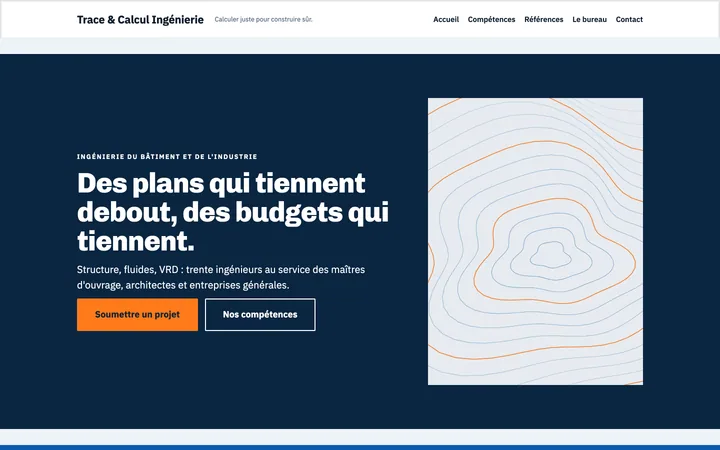 Trace & Calcul Ingénierie
Calculer juste pour construire sûr.
Accueil Compétences Références Le bureau Contact
INGÉNIERIE DU BÂTIMENT ET DE L'INDUSTRIE
Des plans qui tiennent
debout, des budgets qui
tiennent.
Structure, fluides, VRD : trente ingénieurs au service des maîtres
d'ouvrage, architectes et entreprises générales.
Soumettre un projet
Nos compétences